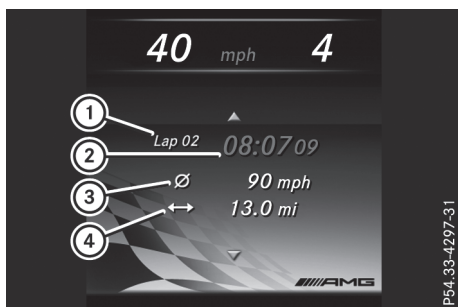 40 mph 4
1
Lap 02 08:07 09
2
3
Ø 90 mph
↔ 13.0 mi
4
AMG
P54.33-4297-31